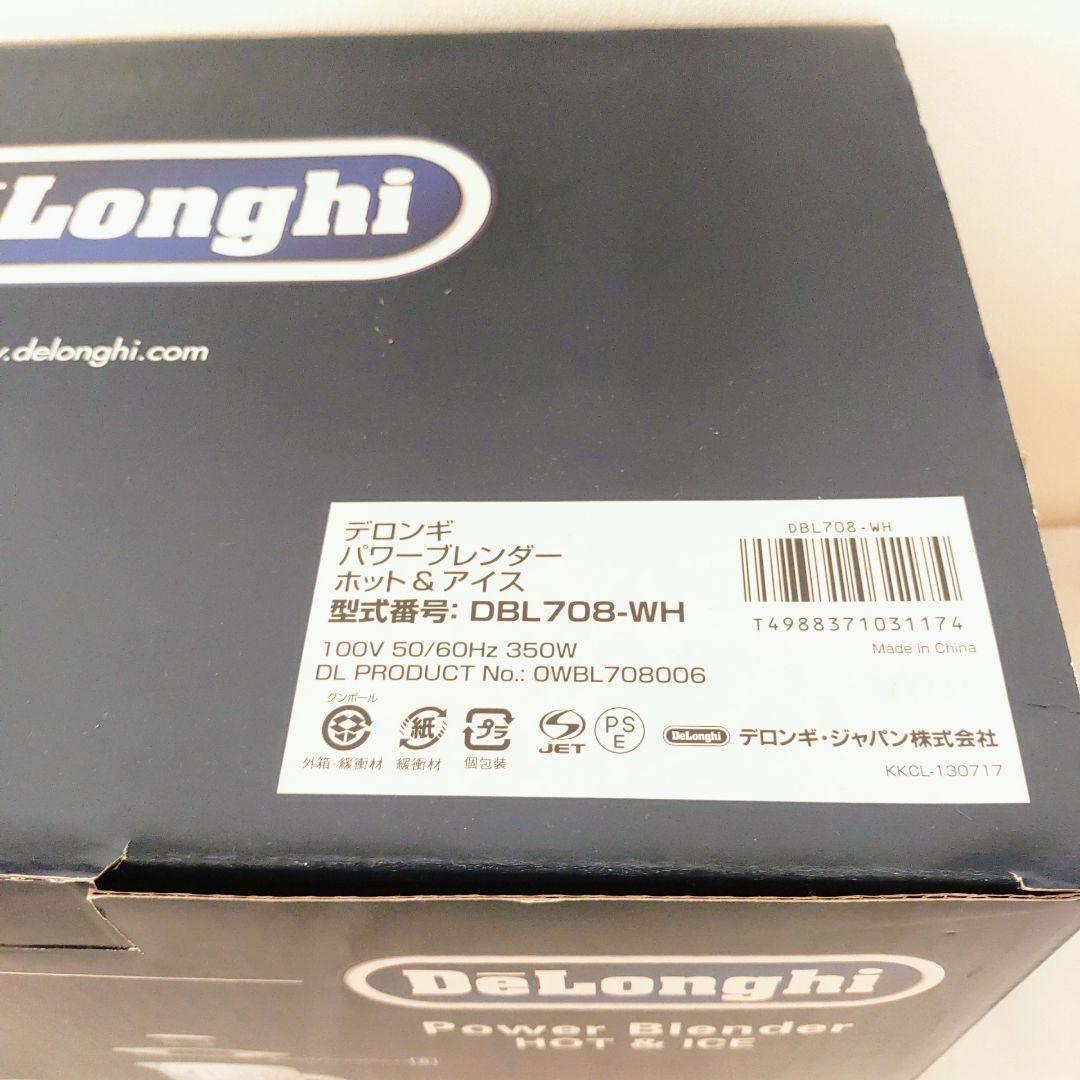 DēLonghi
.delonghi.com
デロンギ
パワーブレンダー
ホット&アイス
型式番号: DBL708-WH
100V 50/60Hz 350W
DL PRODUCT No.: 0WBL708006
DBL708-WH
T4988371031174
Made in China
ダンボール
外箱・緩衝材
紙
緩衝材
プラ
個包装
JET
PS
E
DeLonghi
デロンギ・ジャパン株式会社
KKCL-130717
DēLonghi
Power Blender
HOT & ICE